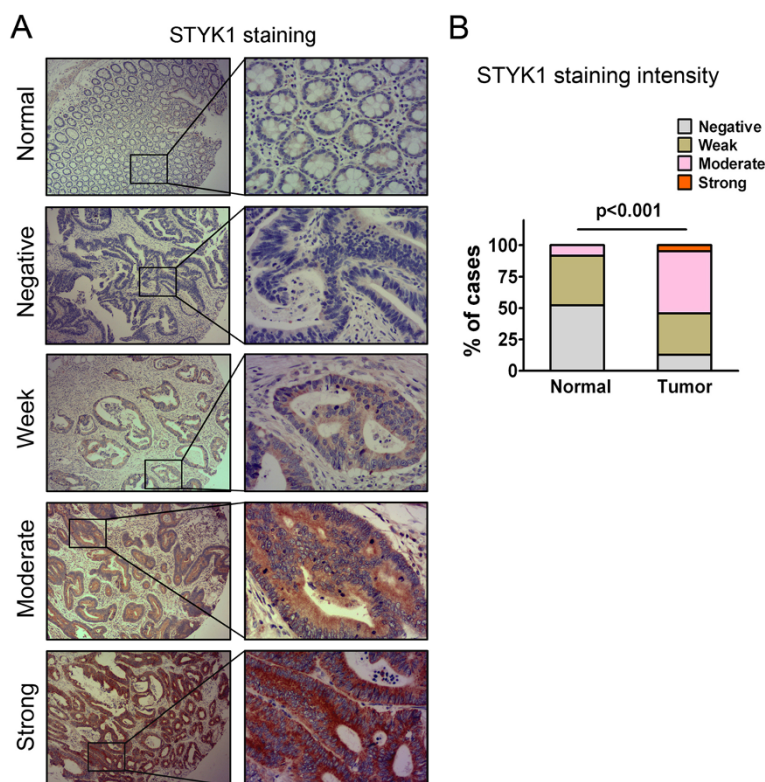 A
STYK1 staining
Normal
Negative
Week
Moderate
Strong
B
STYK1 staining intensity
Negative
Weak
Moderate
Strong
p<0.001
% of cases
100
75
50
25
0
Normal Tumor